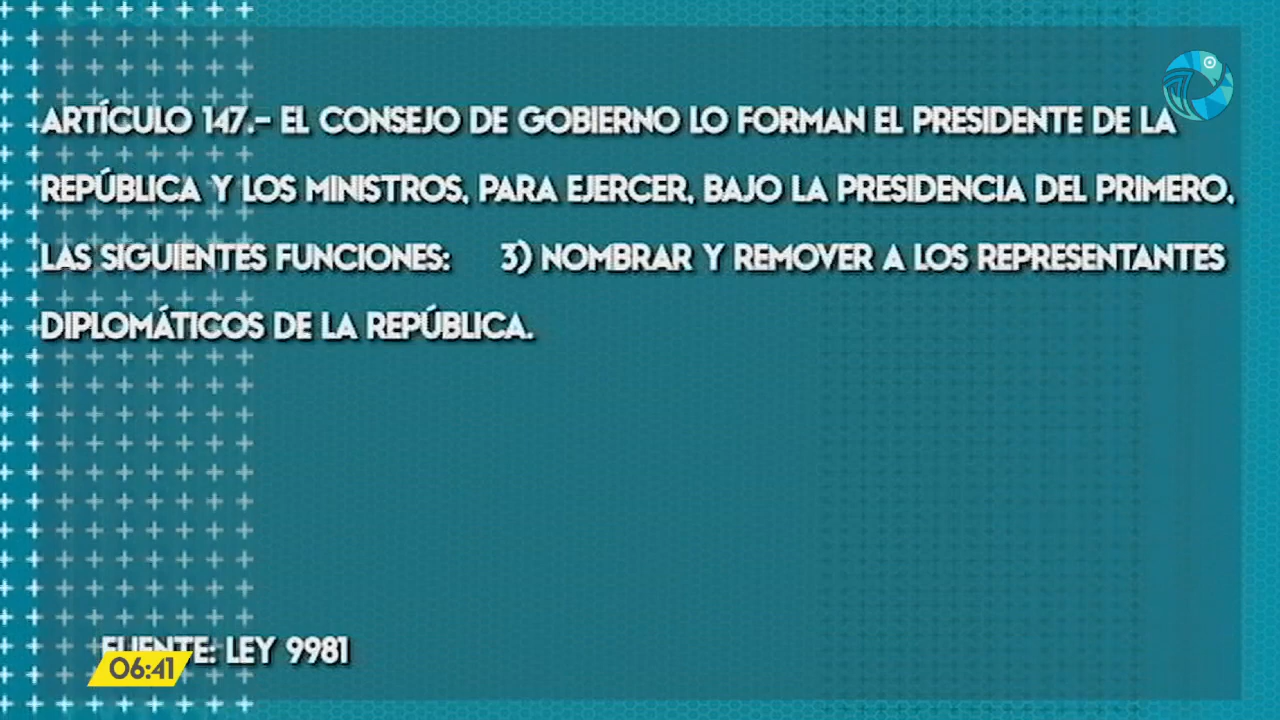 ARTÍCULO 147.- EL CONSEJO DE GOBIERNO LO FORMAN EL PRESIDENTE DE LA
REPÚBLICA Y LOS MINISTROS, PARA EJERCER, BAJO LA PRESIDENCIA DEL PRIMERO,
LAS SIGUIENTES FUNCIONES: 3) NOMBRAR Y REMOVER A LOS REPRESENTANTES
DIPLOMÁTICOS DE LA REPÚBLICA.
FUENTE: LEY 9981
06:41